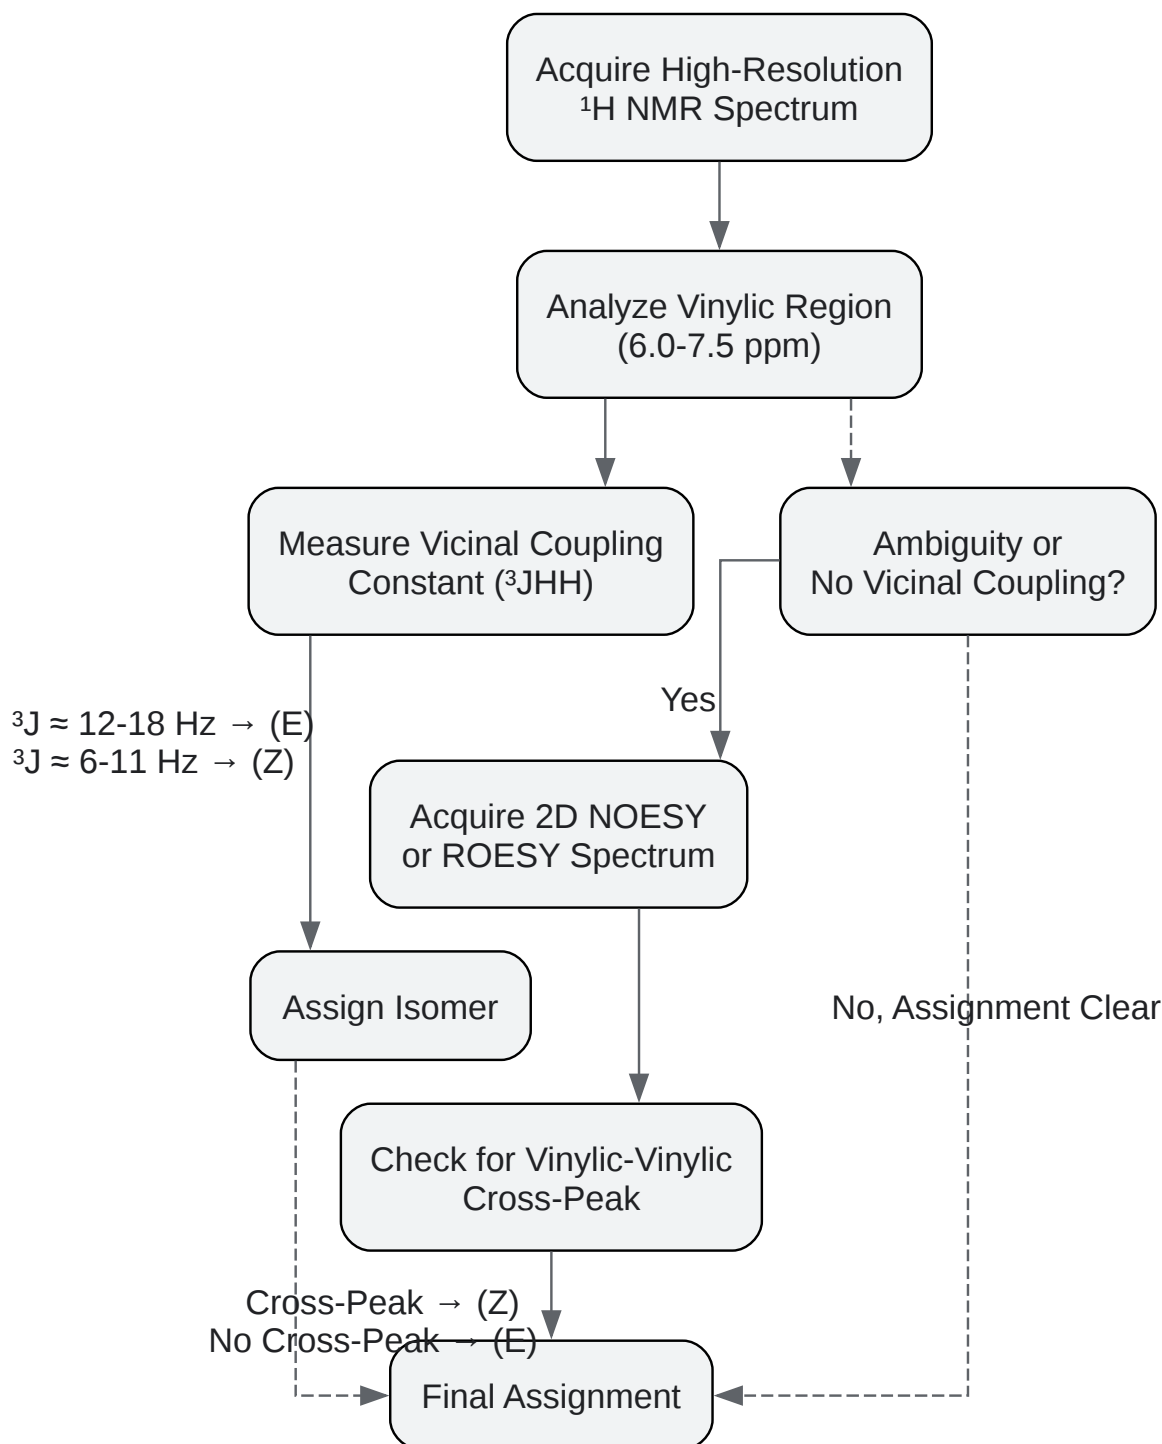 Acquire High-Resolution
¹H NMR Spectrum
Analyze Vinylic Region
(6.0-7.5 ppm)
Measure Vicinal Coupling
Constant (³JHH)
Ambiguity or
No Vicinal Coupling?
Yes
³J ≈ 12-18 Hz → (E)
³J ≈ 6-11 Hz → (Z)
Acquire 2D NOESY
or ROESY Spectrum
Assign Isomer
No, Assignment Clear
Check for Vinylic-Vinylic
Cross-Peak
Cross-Peak → (Z)
No Cross-Peak → (E)
Final Assignment